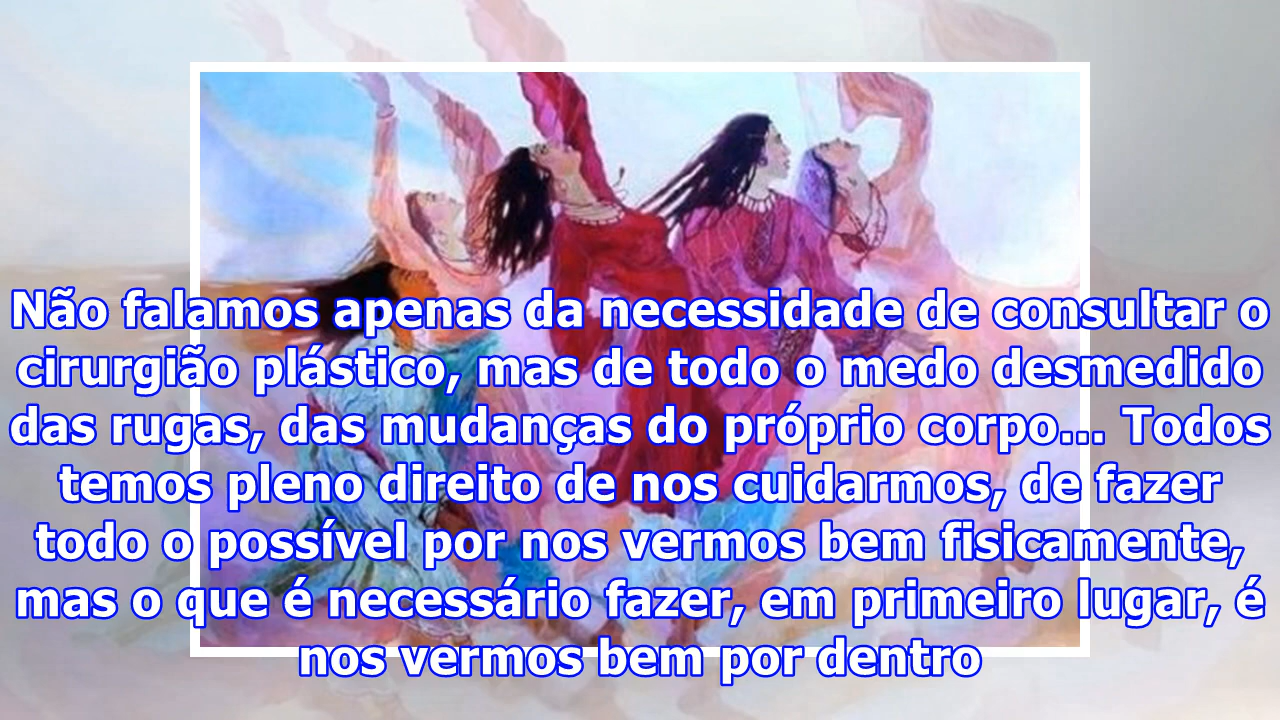 Não falamos apenas da necessidade de consultar o
cirurgião plástico, mas de todo o medo desmedido
das rugas, das mudanças do próprio corpo... Todos
temos pleno direito de nos cuidarmos, de fazer
todo o possível por nos vermos bem fisicamente,
mas o que é necessário fazer, em primeiro lugar, é
nos vermos bem por dentro